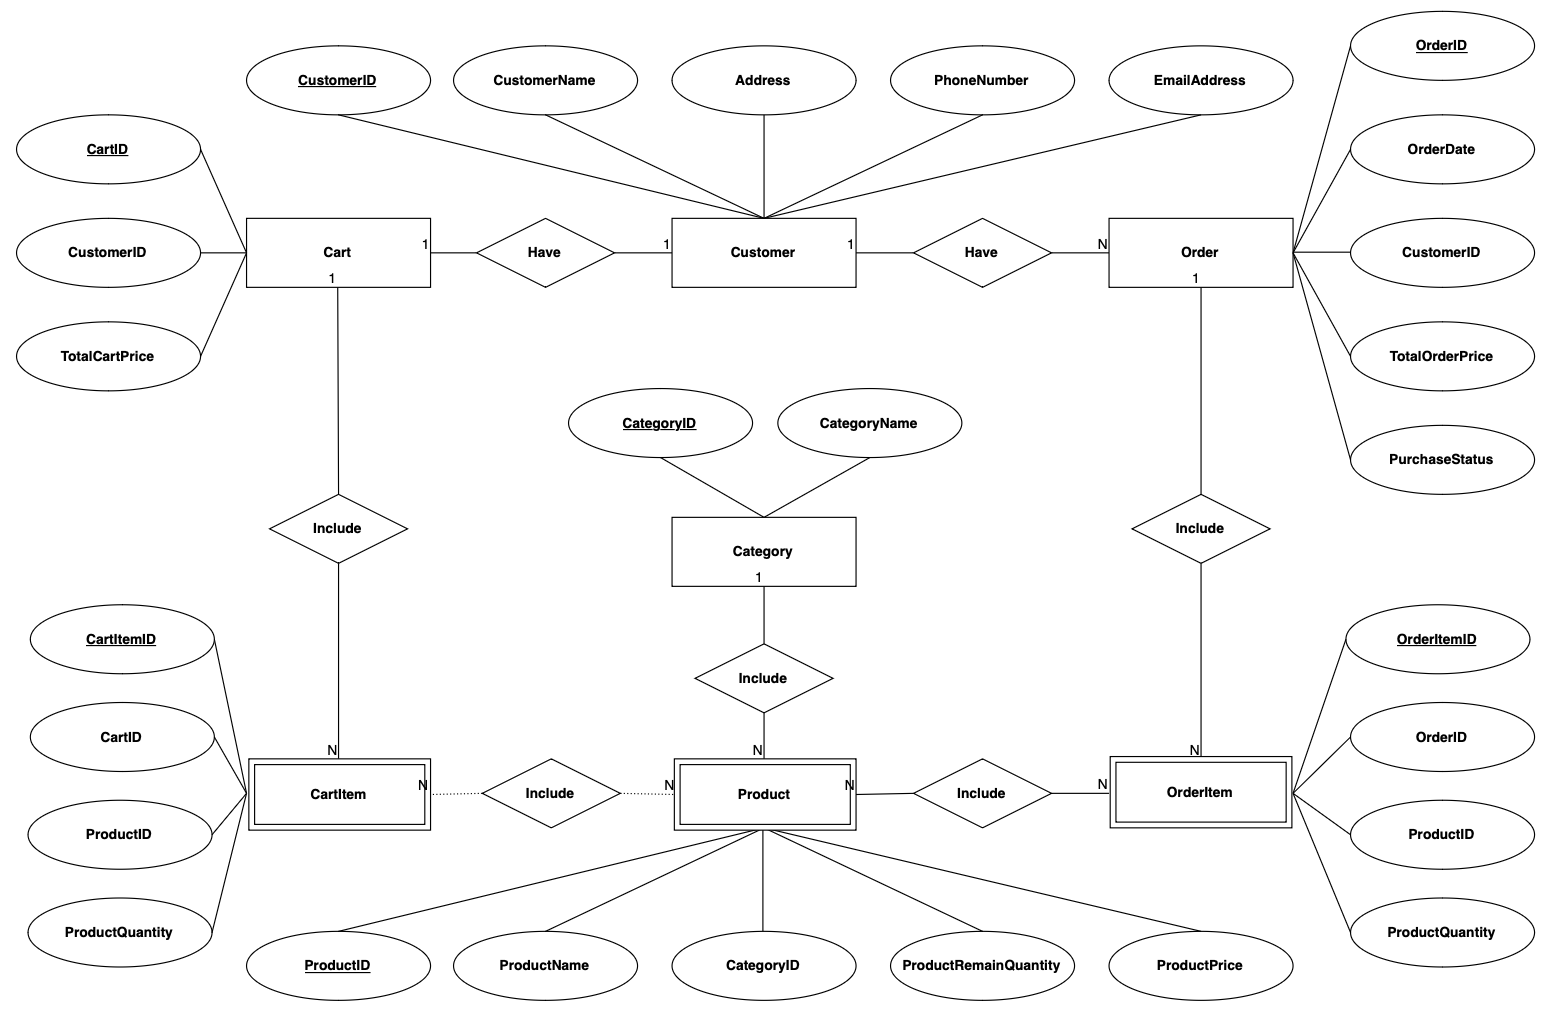 OrderID
CustomerID
CustomerName
Address
PhoneNumber
EmailAddress
CartID
OrderDate
Cart
1
1
Have
1
Customer
1
Have
N
Order
1
CustomerID
CustomerID
TotalCartPrice
TotalOrderPrice
CategoryID
CategoryName
PurchaseStatus
Include
Category
1
Include
CartItemID
Include
OrderItemID
CartID
OrderID
N
N
N
CartItem
N
Include
N
Product
N
Include
N
OrderItem
ProductID
ProductID
ProductQuantity
ProductQuantity
ProductID
ProductName
CategoryID
ProductRemainQuantity
ProductPrice